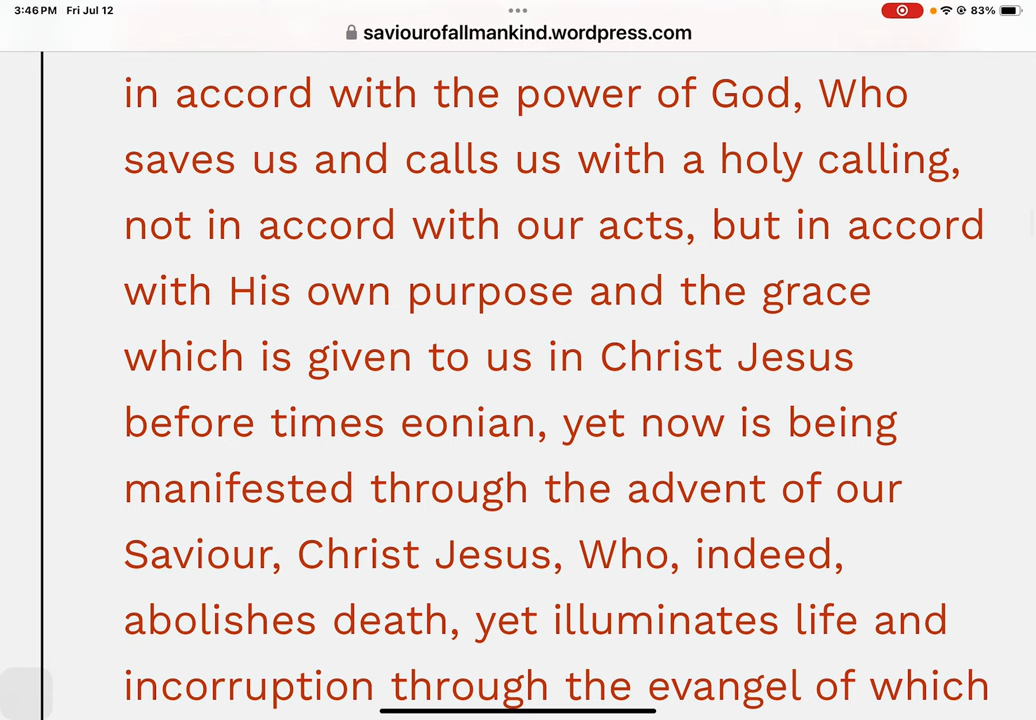 3:46 PM Fri Jul 12
83%
saviourofallmankind.wordpress.com
in accord with the power of God, Who
saves us and calls us with a holy calling,
not in accord with our acts, but in accord
with His own purpose and the grace
which is given to us in Christ Jesus
before times eonian, yet now is being
manifested through the advent of our
Saviour, Christ Jesus, Who, indeed,
abolishes death, yet illuminates life and
incorruption through the evangel of which